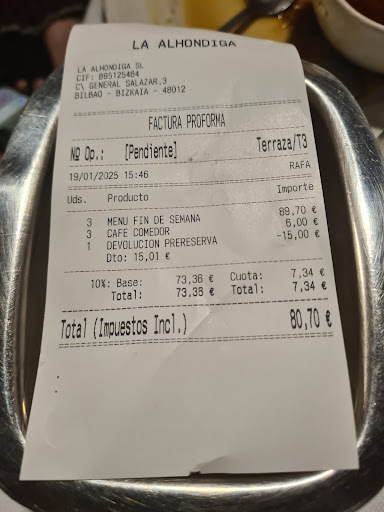 LA ALHONDIGA
LA ALHONDIGA SL
CIF: B95125464
C\ GENERAL SALAZAR,3
BILBAO - BIZKAIA - 48012
FACTURA PROFORMA
Nº Op.: [Pendiente] Terraza/T3
19/01/2025 15:46 RAFA
Uds. Producto Importe
3 MENU FIN DE SEMANA 89,70 €
3 CAFE COMEDOR 6,00 €
1 DEVOLUCION PRERESERVA -15,00 €
Dto: 15,01 €
10%: Base: 73,36 € Cuota: 7,34 €
Total: 73,36 € Total: 7,34 €
Total (Impuestos Incl.) 80,70 €